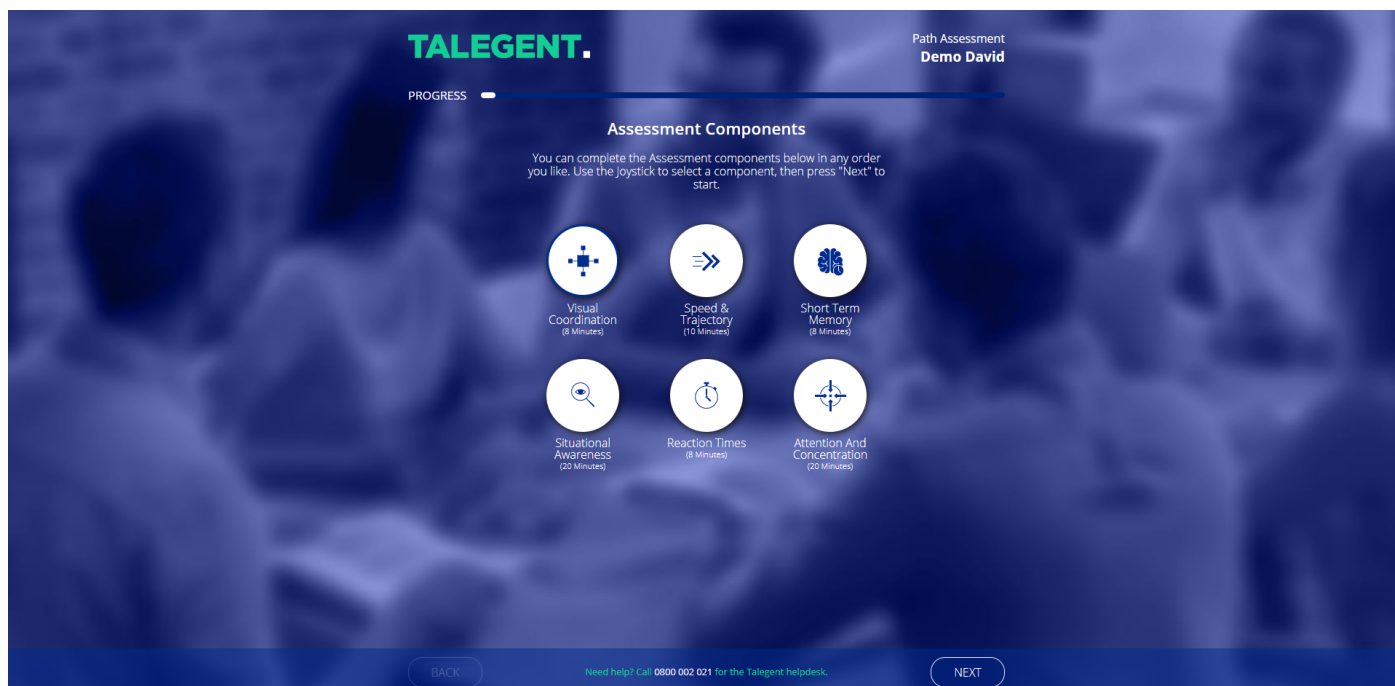 TALEGENT.
Path Assessment
Demo David
PROGRESS
Assessment Components
You can complete the Assessment components below in any order
you like. Use the Joystick to select a component, then press "Next" to
start.
Visual
Coordination
(8 Minutes)
Speed &
Trajectory
(10 Minutes)
Short Term
Memory
(8 Minutes)
Situational
Awareness
(20 Minutes)
Reaction Times
(8 Minutes)
Attention And
Concentration
(20 Minutes)
BACK
Need help? Call 0800 002 021 for the Talegent helpdesk.
NEXT